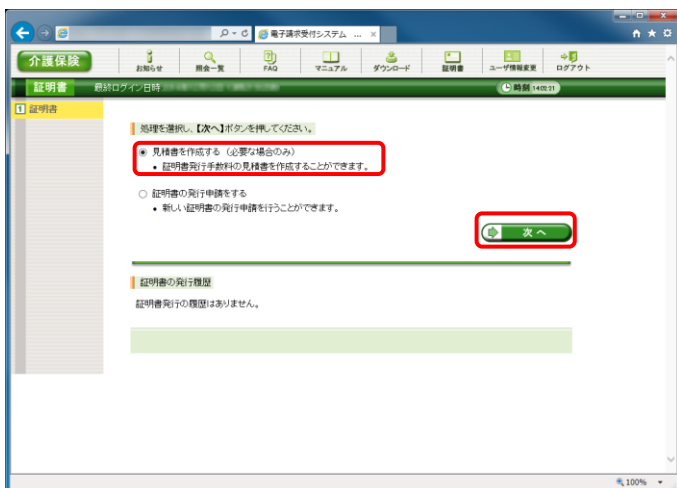 電子請求受付システム ...
介護保険
お知らせ 照会一覧 FAQ マニュアル ダウンロード 証明書 ユーザ情報変更 ログアウト
証明書 最終ログイン日時
時刻 14:02:21
1 証明書
処理を選択し、【次へ】ボタンを押してください。
見積書を作成する（必要な場合のみ）
• 証明書発行手数料の見積書を作成することができます。
証明書の発行申請をする
• 新しい証明書の発行申請を行うことができます。
次へ
証明書の発行履歴
証明書発行の履歴はありません。
100%